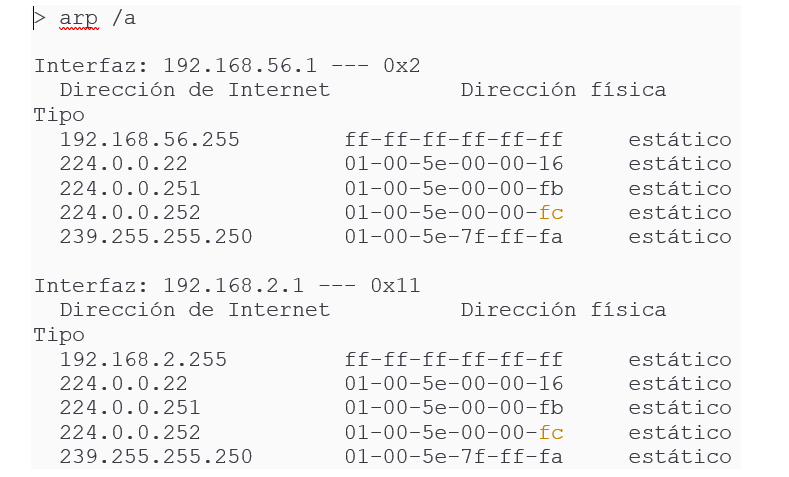 > arp /a
Interfaz: 192.168.56.1 --- 0x2
Dirección de Internet Dirección física
Tipo
192.168.56.255 ff-ff-ff-ff-ff-ff estático
224.0.0.22 01-00-5e-00-00-16 estático
224.0.0.251 01-00-5e-00-00-fb estático
224.0.0.252 01-00-5e-00-00-fc estático
239.255.255.250 01-00-5e-7f-ff-fa estático
Interfaz: 192.168.2.1 --- 0x11
Dirección de Internet Dirección física
Tipo
192.168.2.255 ff-ff-ff-ff-ff-ff estático
224.0.0.22 01-00-5e-00-00-16 estático
224.0.0.251 01-00-5e-00-00-fb estático
224.0.0.252 01-00-5e-00-00-fc estático
239.255.255.250 01-00-5e-7f-ff-fa estático